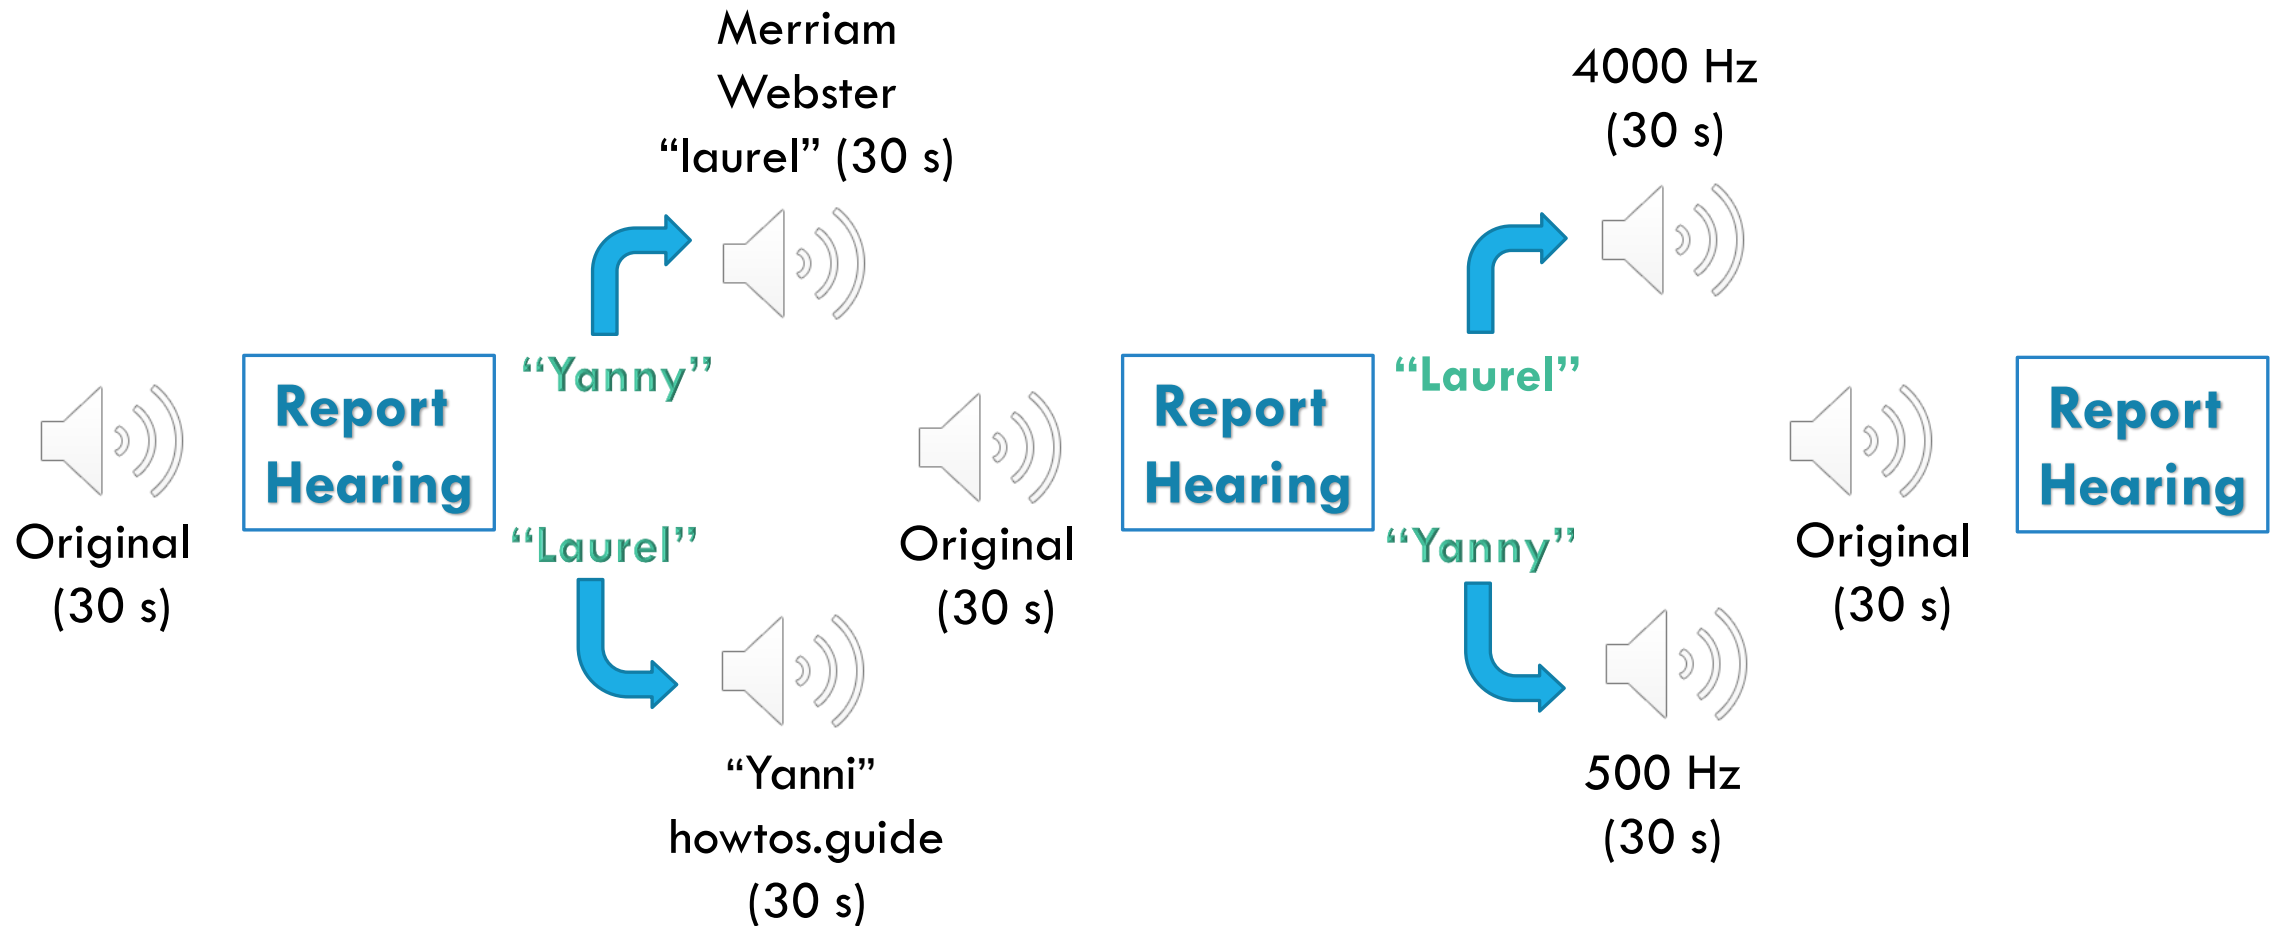 Original
(30 s)
Report
Hearing
“Yanny”
Merriam
Webster
“laurel” (30 s)
“Laurel”
“Yanni”
howtos.guide
(30 s)
Original
(30 s)
Report
Hearing
“Laurel”
4000 Hz
(30 s)
“Yanny”
500 Hz
(30 s)
Original
(30 s)
Report
Hearing